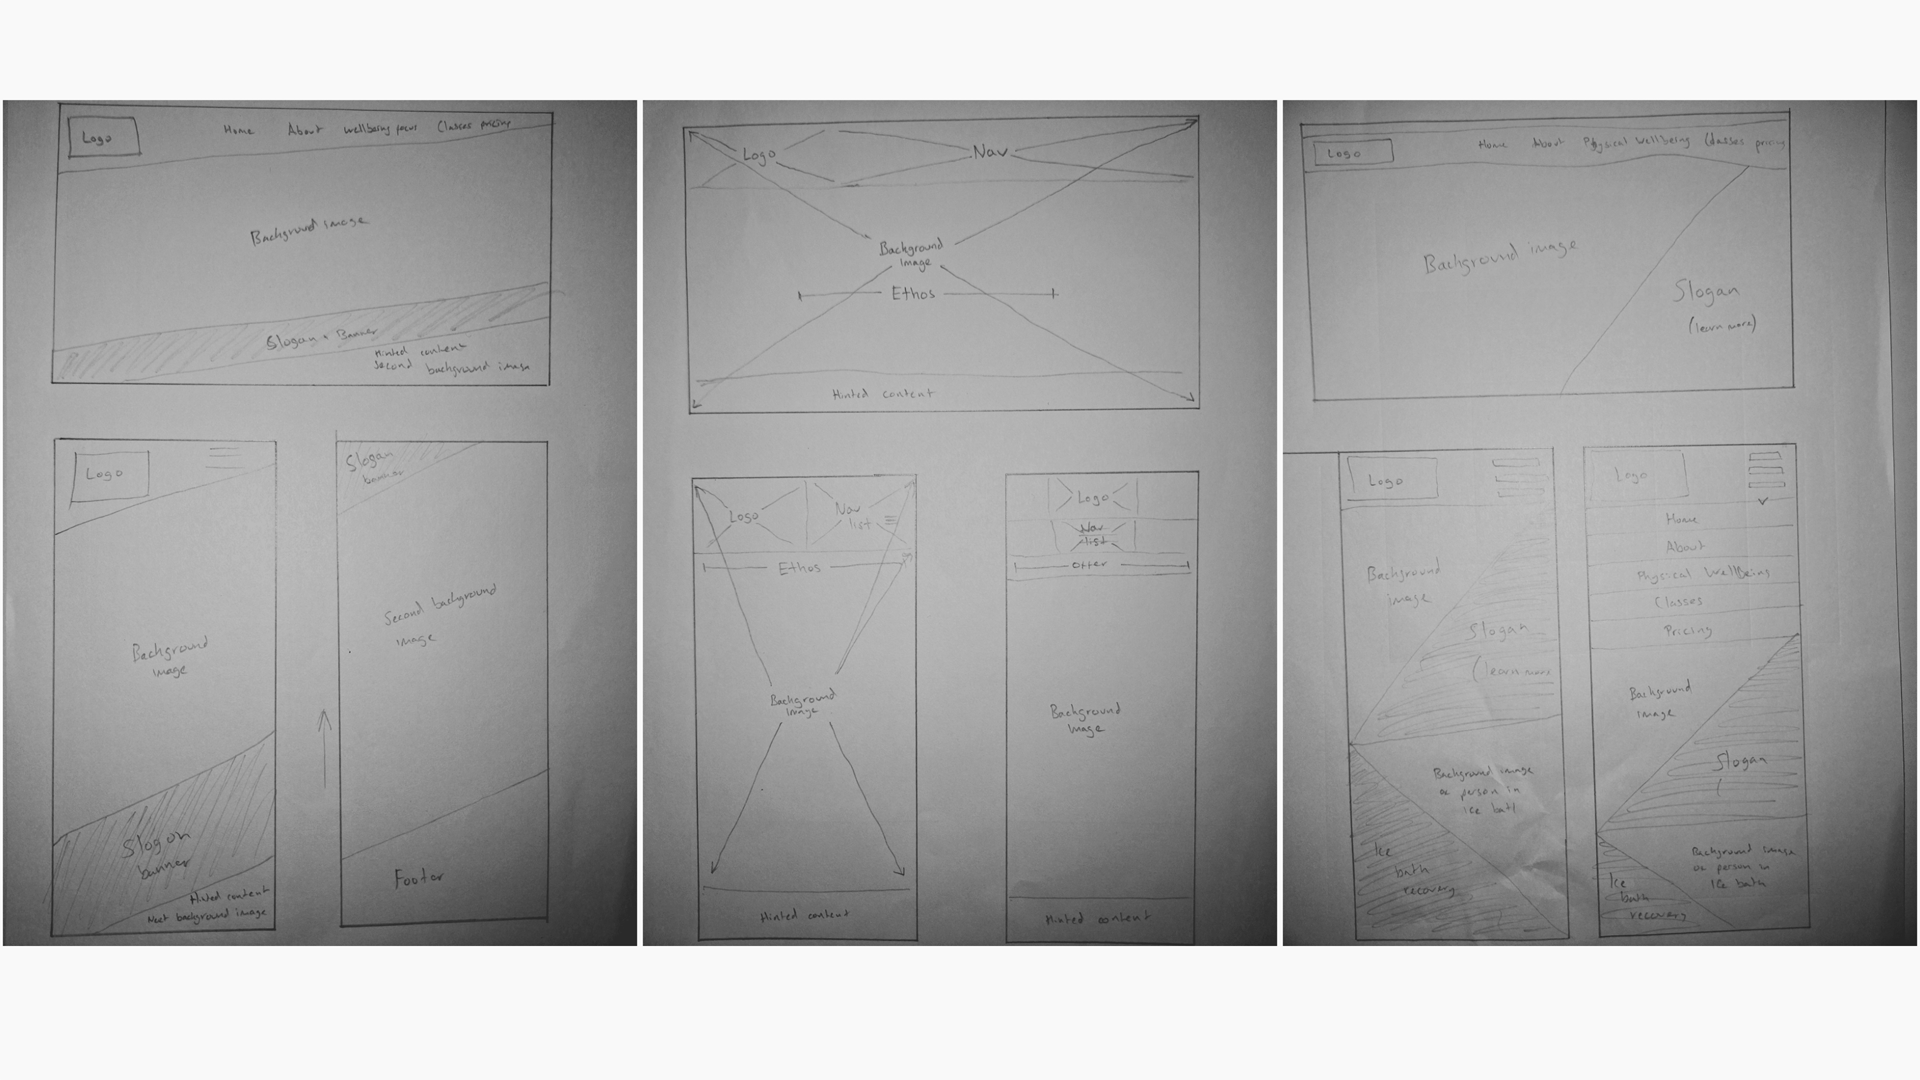 Logo
Home About wellbeing focus Classes pricing
Background image
Slogan + Banner
Hinted content
Second background image
Logo
Background
image
Slogan
banner
Hinted content
Next background image
Slogan
banner
Second background
image
Footer
Logo
Nav
Background
image
Ethos
Hinted content
Logo
Nav
list
Ethos
Background
image
Hinted content
Logo
Nav
list
Background
image
Hinted content
Logo
Home About Physical wellbeing Classes pricing
Background image
Slogan
(learn more)
Logo
Background
image
Slogan
(learn more
Background image
person in
ice bath
Ice
bath
recovery
Logo
Home
About
Physical WellBeing
Classes
Pricing
Background
image
Slogan
Background image
person in
Ice bath
Ice
bath
recovery